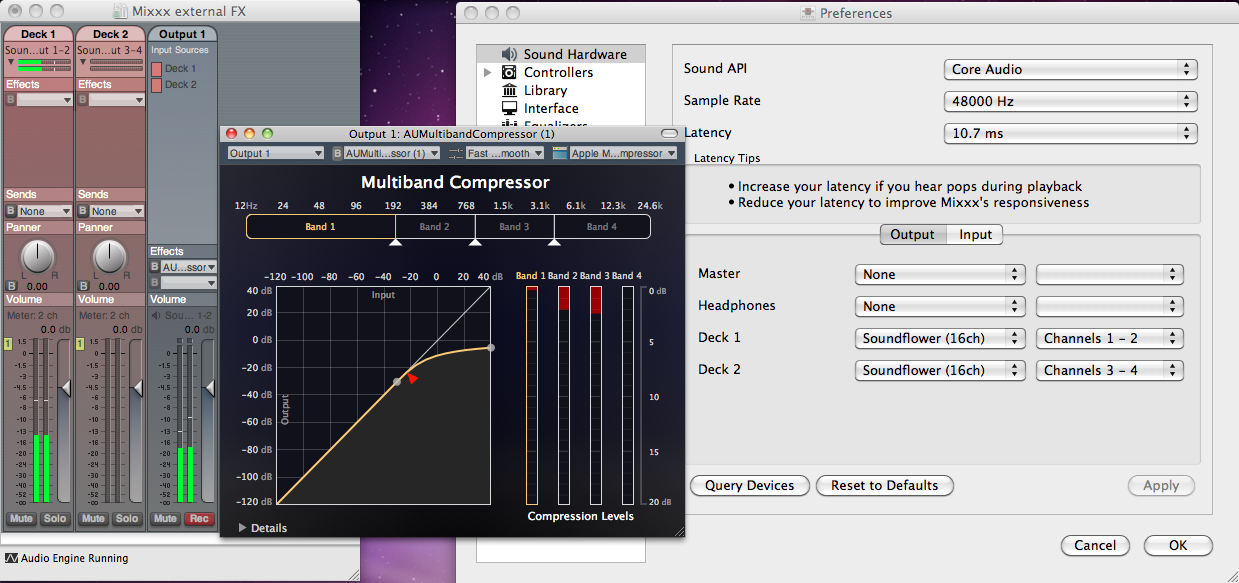 Mixxx external FX
Deck 1
Deck 2
Output 1
Soun...ut 1-2
Soun...ut 3-4
Input Sources
Deck 1
Deck 2
Effects
Effects
B
B
Sends
Sends
B None
B None
Panner
Panner
L R
L R
B 0.00
B 0.00
Effects
B AU...ssor
B
Volume
Volume
Volume
Meter: 2 ch
Meter: 2 ch
Sou... 1-2
0.0 db
0.0 db
0.0 db
1
1
Mute Solo
Mute Solo
Mute Rec
Audio Engine Running
Output 1: AUMultibandCompressor (1)
Output 1
B AUMulti...ssor (1)
Fast ...mooth
Apple M...mpressor
Multiband Compressor
12Hz 24 48 96 192 384 768 1.5k 3.1k 6.1k 12.3k 24.6k
Band 1 Band 2 Band 3 Band 4
-120 -100 -80 -60 -40 -20 0 20 40 dB
Input
40 dB
20 dB
0 dB
-20 dB
-40 dB
-60 dB
-80 dB
-100 dB
-120 dB
Output
Band 1 Band 2 Band 3 Band 4
0 dB
5
10
15
20 dB
Compression Levels
Details
Preferences
Sound Hardware
Controllers
Library
Interface
Equalizers
Sound API
Core Audio
Sample Rate
48000 Hz
Latency
10.7 ms
Latency Tips
• Increase your latency if you hear pops during playback
• Reduce your latency to improve Mixxx's responsiveness
Output Input
Master
None
Headphones
None
Deck 1
Soundflower (16ch)
Channels 1 – 2
Deck 2
Soundflower (16ch)
Channels 3 – 4
Query Devices
Reset to Defaults
Apply
Cancel
OK